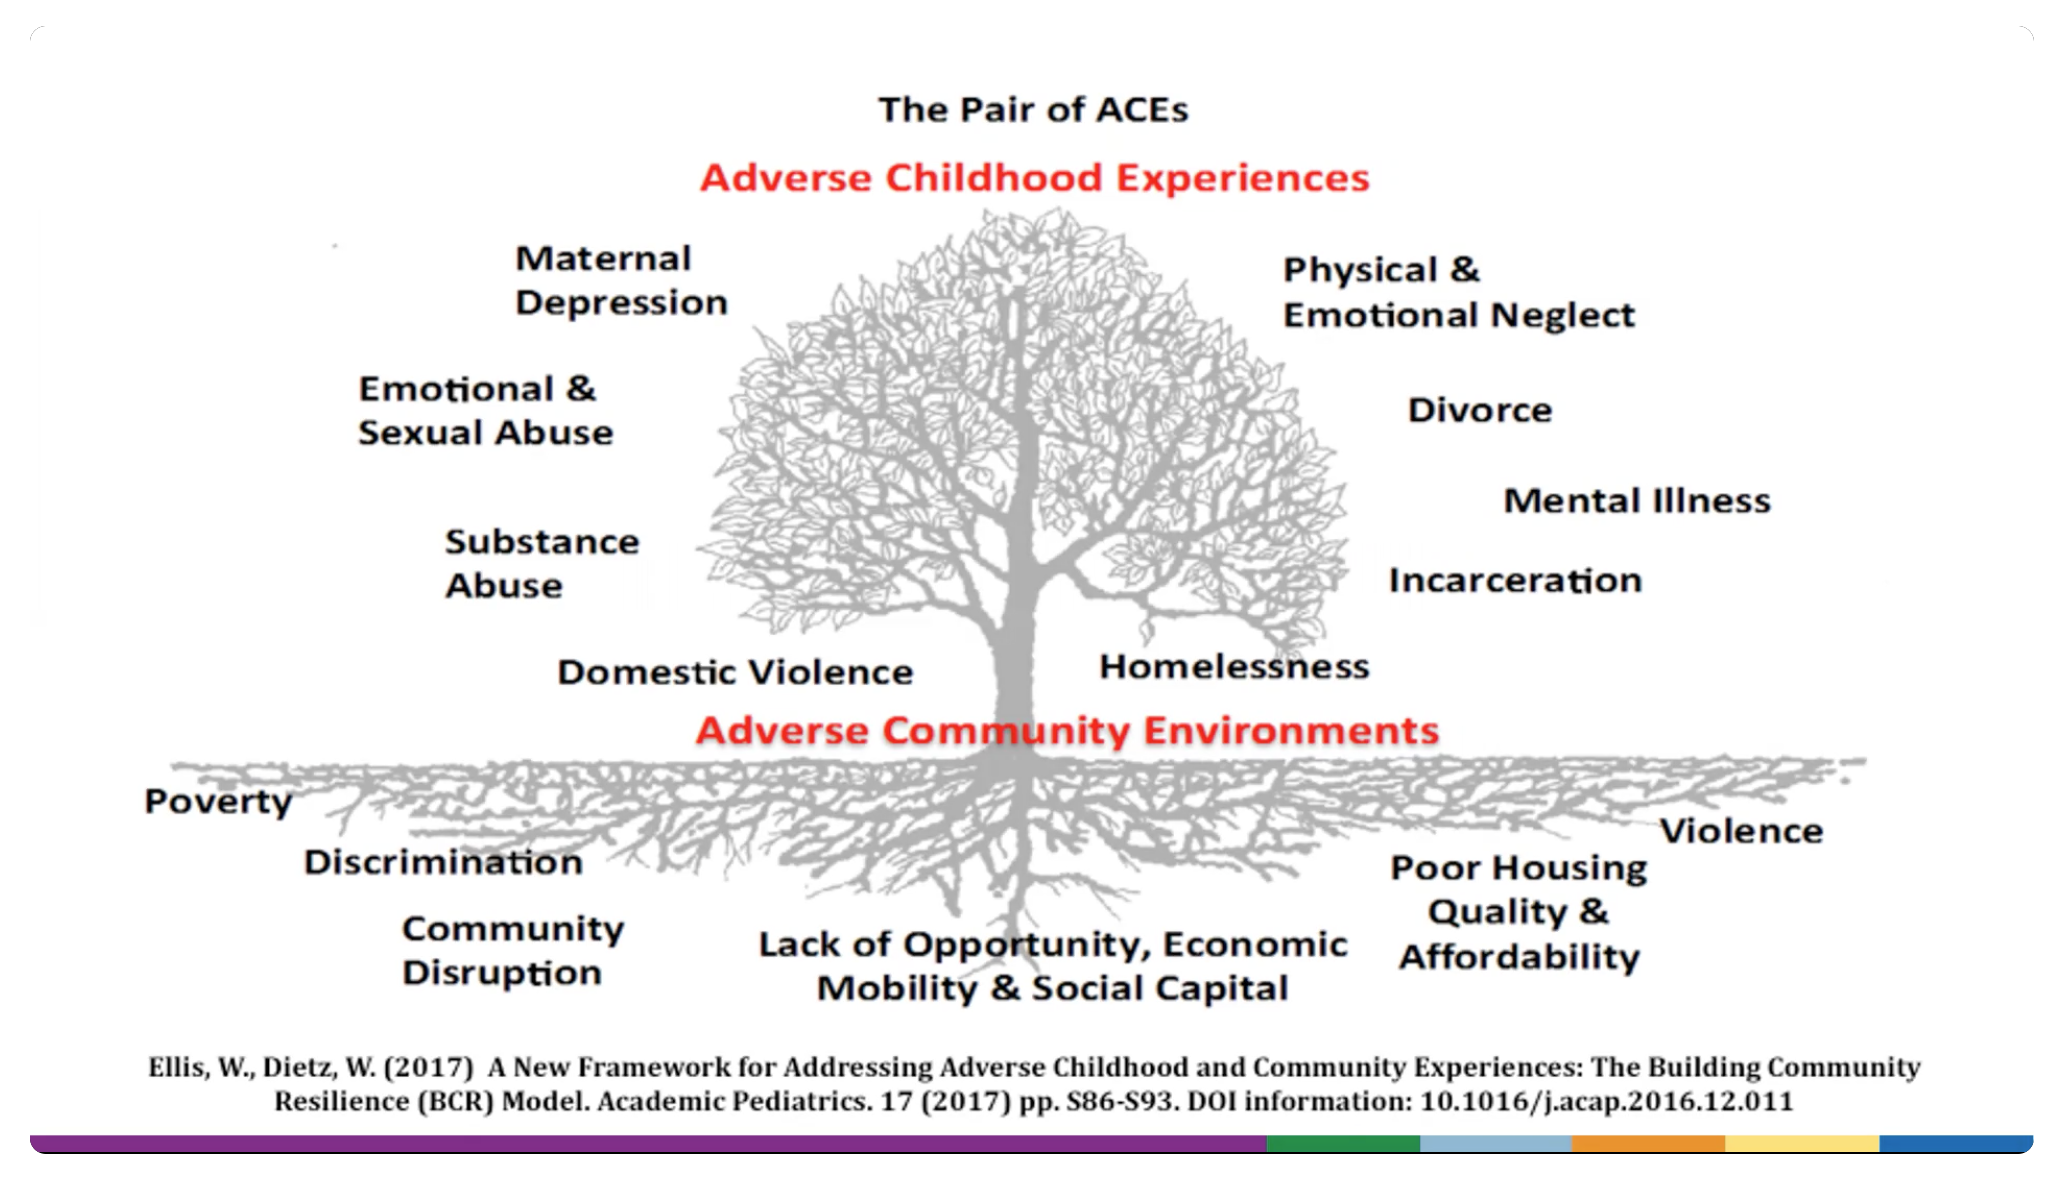 The Pair of ACEs
Adverse Childhood Experiences
Maternal
Depression
Physical &
Emotional Neglect
Emotional &
Sexual Abuse
Divorce
Mental Illness
Substance
Abuse
Incarceration
Domestic Violence
Homelessness
Adverse Community Environments
Poverty
Violence
Discrimination
Poor Housing
Quality &
Affordability
Community
Disruption
Lack of Opportunity, Economic
Mobility & Social Capital
Ellis, W., Dietz, W. (2017)  A New Framework for Addressing Adverse Childhood and Community Experiences: The Building Community
Resilience (BCR) Model. Academic Pediatrics. 17 (2017) pp. S86-S93. DOI information: 10.1016/j.acap.2016.12.011